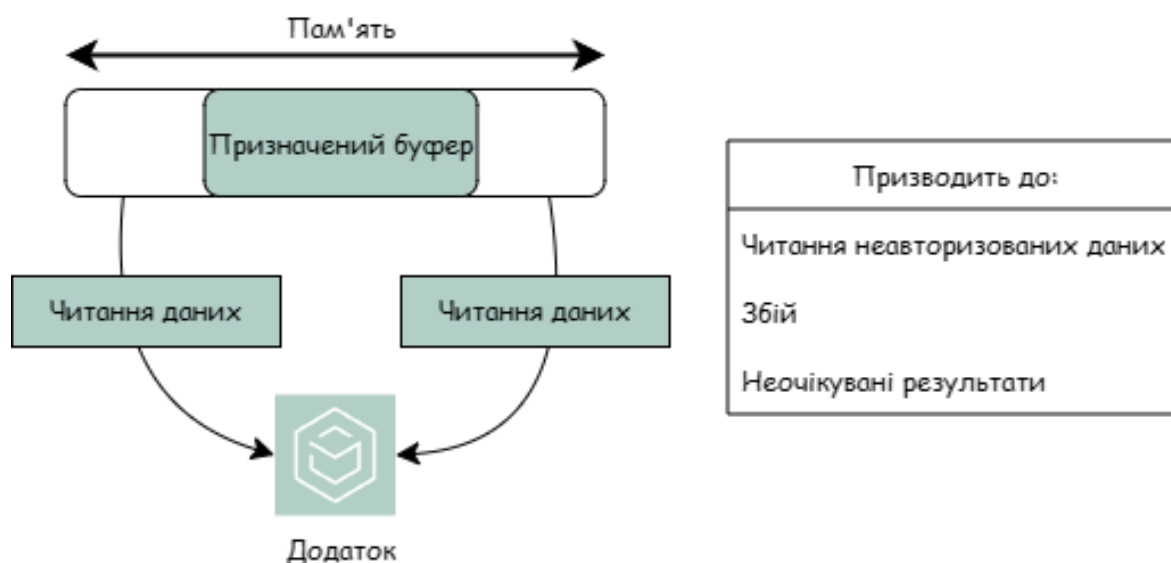 Пам'ять
Призначений буфер
Читання даних
Читання даних
Додаток
Призводить до:
Читання неавторизованих даних
Збій
Неочікувані результати